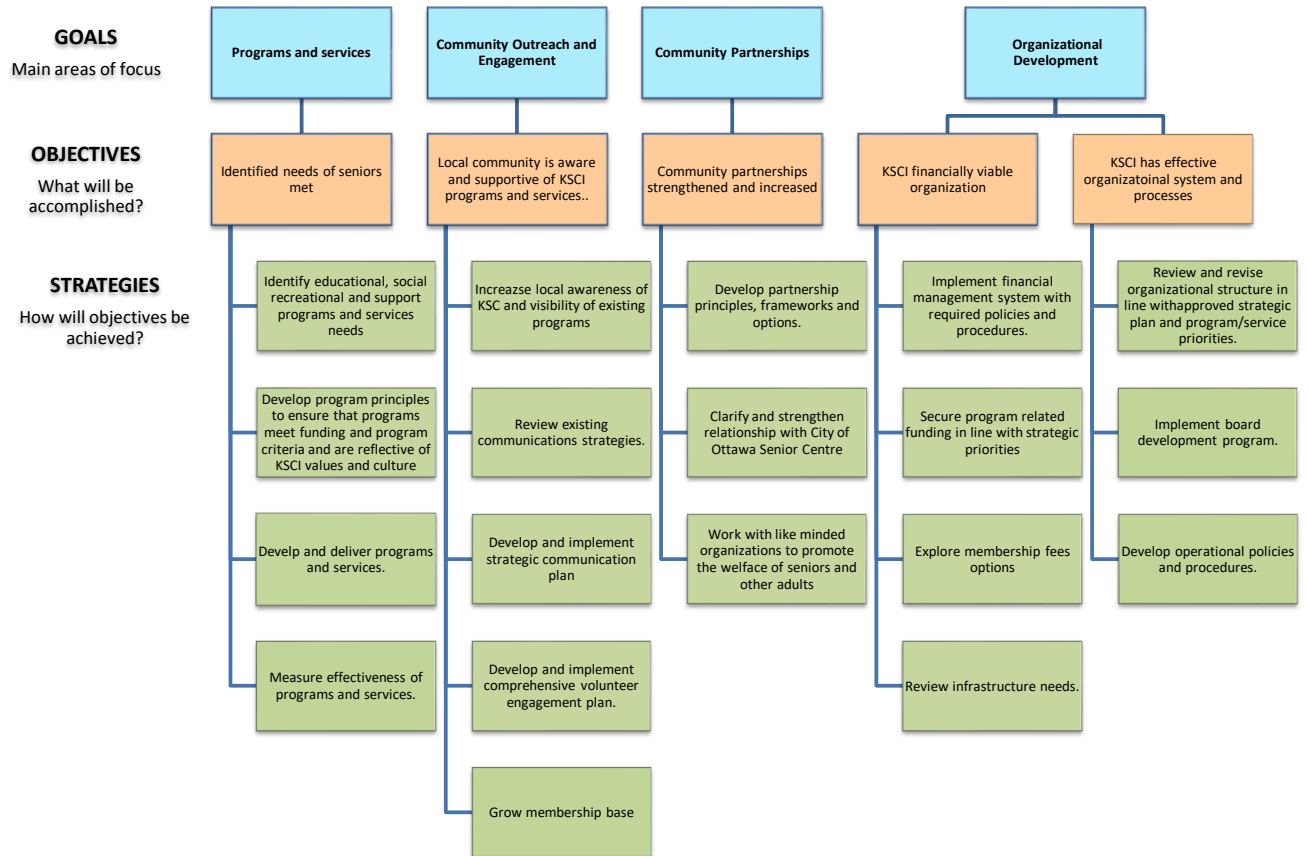 GOALS
Main areas of focus
Programs and services
Community Outreach and
Engagement
Community Partnerships
Organizational
Development
OBJECTIVES
What will be
accomplished?
Identified needs of seniors
met
Local community is aware
and supportive of KSCI
programs and services..
Community partnerships
strengthened and increased
KSCI financially viable
organization
KSCI has effective
organizatoinal system and
processes
STRATEGIES
How will objectives be
achieved?
Identify educational, social
recreational and support
programs and services
needs
Increazse local awareness of
KSC and visibility of existing
programs
Develop partnership
principles, frameworks and
options.
Implement financial
management system with
required policies and
procedures.
Review and revise
organizational structure in
line withapproved strategic
plan and program/service
priorities.
Develop program principles
to ensure that programs
meet funding and program
criteria and are reflective of
KSCI values and culture
Review existing
communications strategies.
Clarify and strengthen
relationship with City of
Ottawa Senior Centre
Secure program related
funding in line with strategic
priorities
Implement board
development program.
Develp and deliver programs
and services.
Develop and implement
strategic communication
plan
Work with like minded
organizations to promote
the welfare of seniors and
other adults
Explore membership fees
options
Develop operational policies
and procedures.
Measure effectiveness of
programs and services.
Develop and implement
comprehensive volunteer
engagement plan.
Review infrastructure needs.
Grow membership base